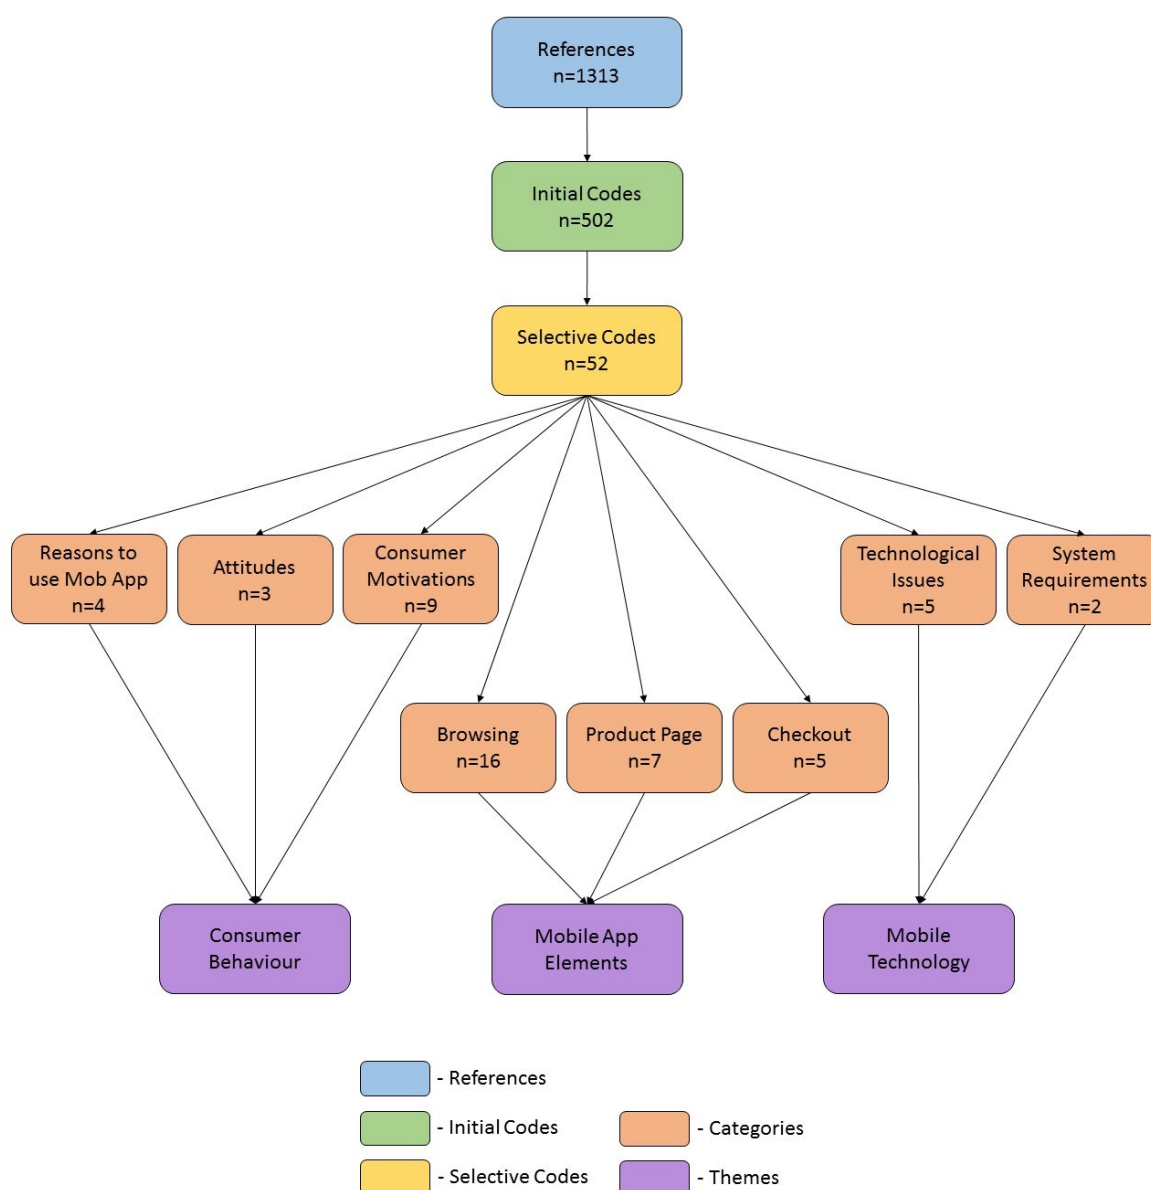 References
n=1313
Initial Codes
n=502
Selective Codes
n=52
Reasons to
use Mob App
n=4
Attitudes
n=3
Consumer
Motivations
n=9
Technological
Issues
n=5
System
Requirements
n=2
Browsing
n=16
Product Page
n=7
Checkout
n=5
Consumer
Behaviour
Mobile App
Elements
Mobile
Technology
- References
- Initial Codes
- Categories
- Selective Codes
- Themes